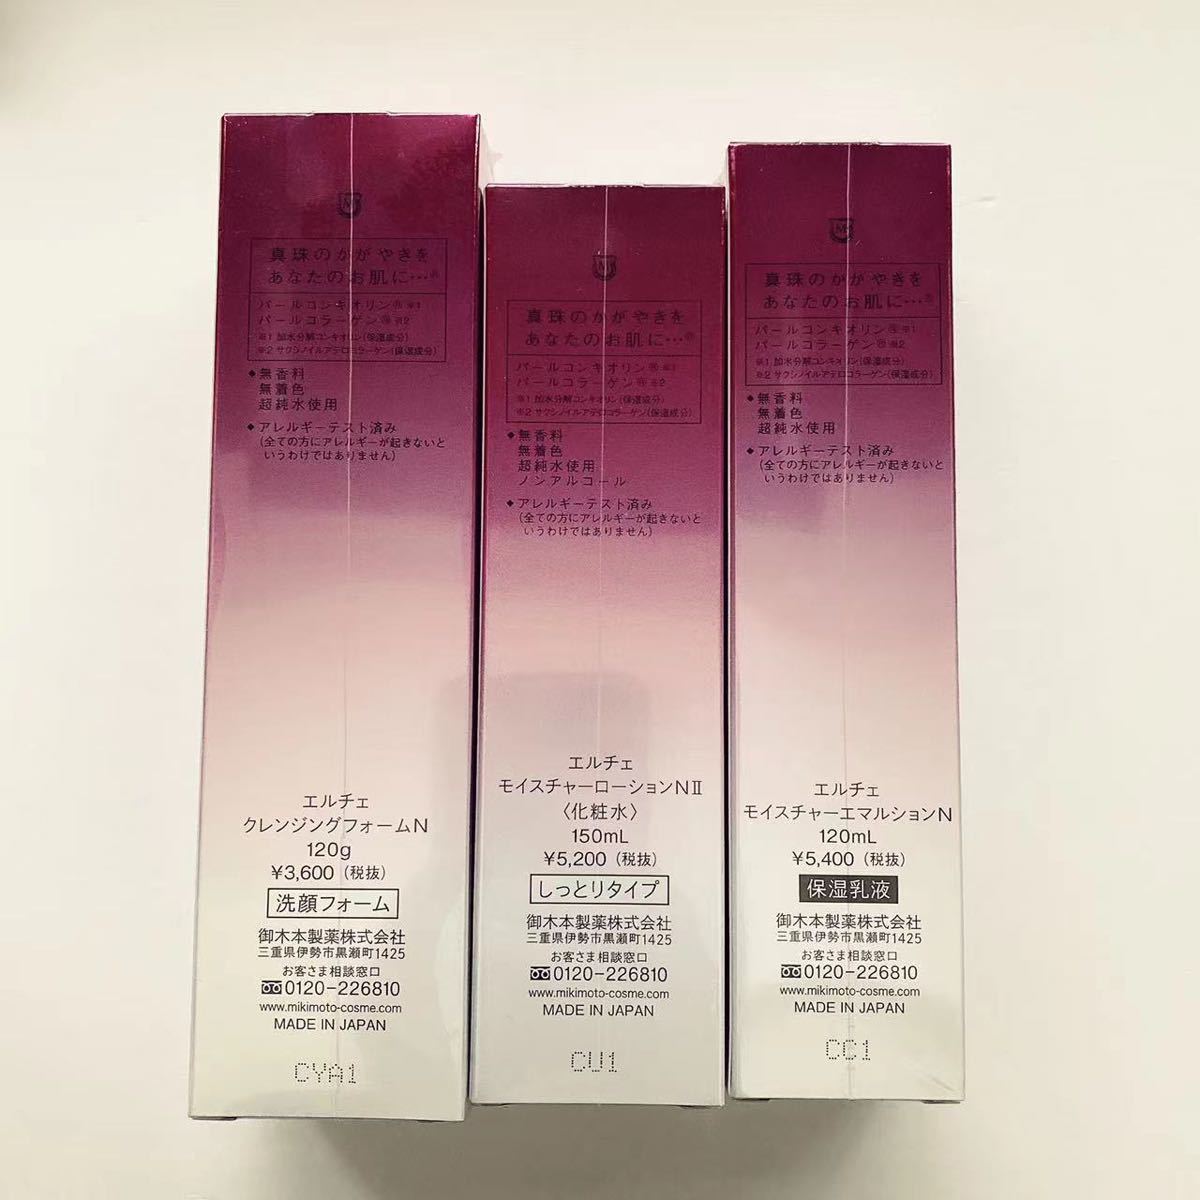 M
真珠のかがやきを
あなたのお肌に…
パールコンキオリン®※1
パールコラーゲン®※2
※1 加水分解コンキオリン(保湿成分)
※2 サクシノイルアテロコラーゲン(保湿成分)
◆無香料
無着色
超純水使用
◆アレルギーテスト済み
(全ての方にアレルギーが起きないと
いうわけではありません)
エルチェ
クレンジングフォームN
120g
¥3,600(税抜)
洗顔フォーム
御木本製薬株式会社
三重県伊勢市黒瀬町1425
お客さま相談窓口
0120-226810
www.mikimoto-cosme.com
MADE IN JAPAN
CYA1
M
真珠のかがやきを
あなたのお肌に…
パールコンキオリン®※1
パールコラーゲン®※2
※1 加水分解コンキオリン(保湿成分)
※2 サクシノイルアテロコラーゲン(保湿成分)
◆無香料
無着色
超純水使用
ノンアルコール
◆アレルギーテスト済み
(全ての方にアレルギーが起きないと
いうわけではありません)
エルチェ
モイスチャーローションNⅡ
〈化粧水〉
150mL
¥5,200(税抜)
しっとりタイプ
御木本製薬株式会社
三重県伊勢市黒瀬町1425
お客さま相談窓口
0120-226810
www.mikimoto-cosme.com
MADE IN JAPAN
CU1
M
真珠のかがやきを
あなたのお肌に…
パールコンキオリン®※1
パールコラーゲン®※2
※1 加水分解コンキオリン(保湿成分)
※2 サクシノイルアテロコラーゲン(保湿成分)
◆無香料
無着色
超純水使用
◆アレルギーテスト済み
(全ての方にアレルギーが起きないと
いうわけではありません)
エルチェ
モイスチャーエマルションN
120mL
¥5,400(税抜)
保湿乳液
御木本製薬株式会社
三重県伊勢市黒瀬町1425
お客さま相談窓口
0120-226810
www.mikimoto-cosme.com
MADE IN JAPAN
CC1